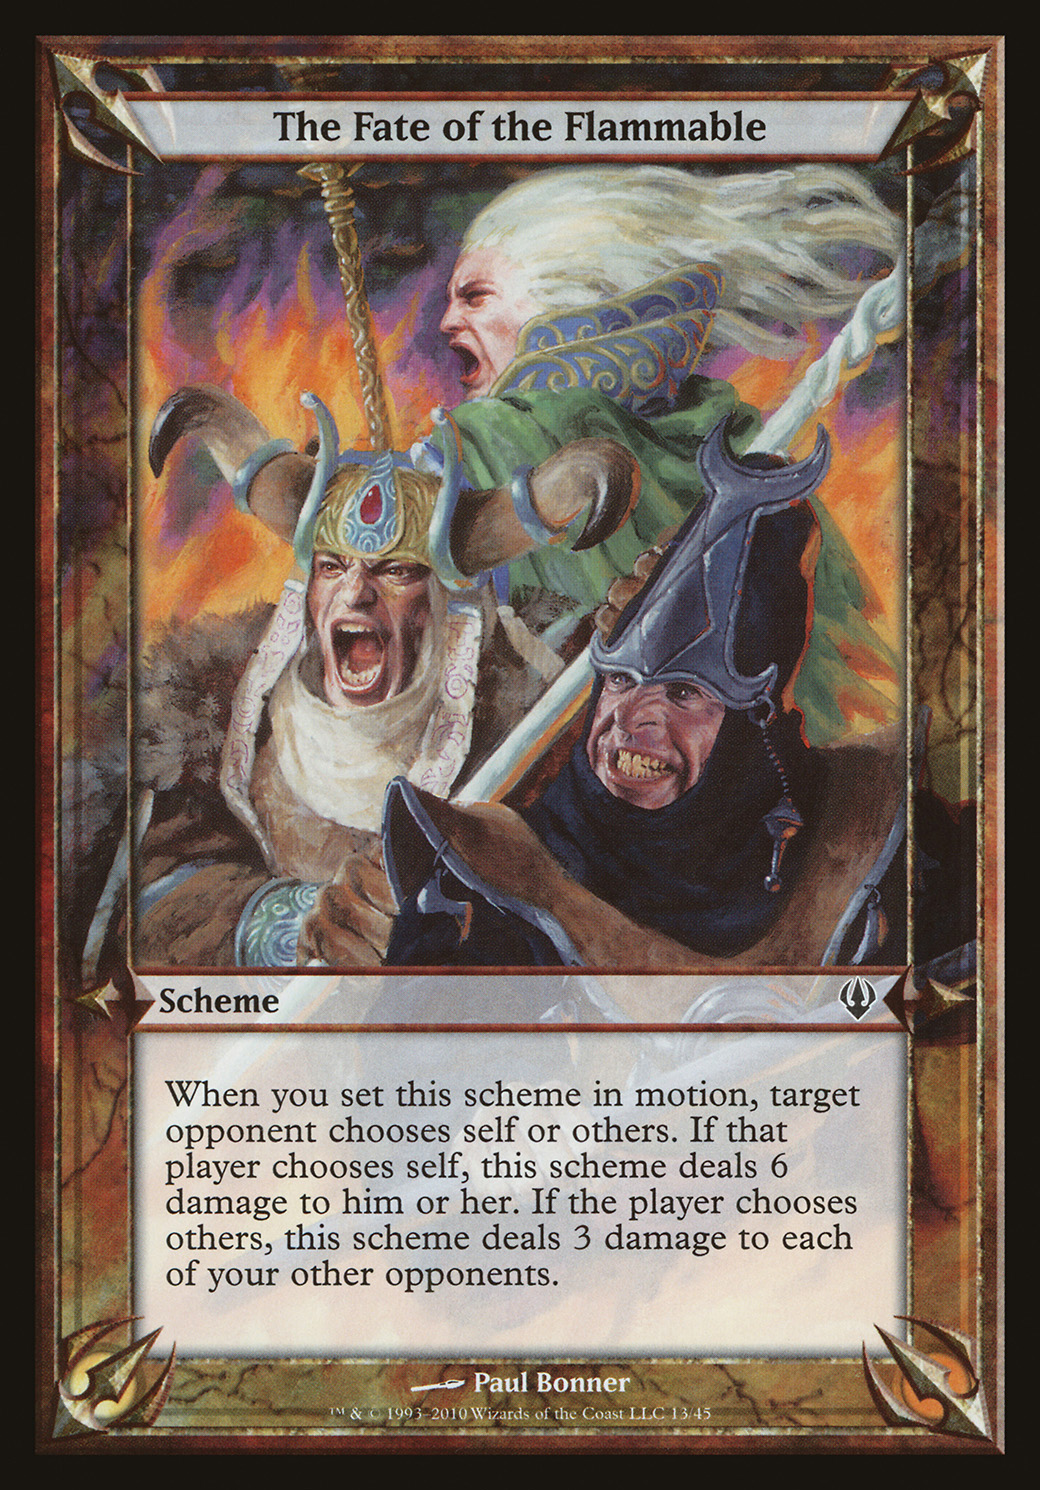 The Fate of the Flammable
Scheme
When you set this scheme in motion, target
opponent chooses self or others. If that
player chooses self, this scheme deals 6
damage to him or her. If the player chooses
others, this scheme deals 3 damage to each
of your other opponents.
Paul Bonner
™ & © 1993–2010 Wizards of the Coast LLC 13/45